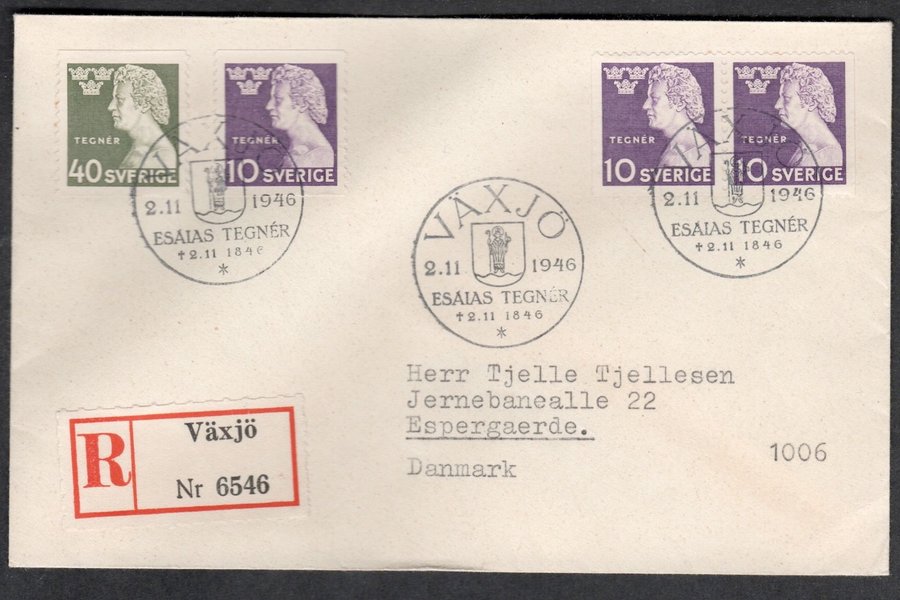 TEGNÉR
40 SVERIGE
TEGNÉR
10 SVERIGE
TEGNÉR
10 SVERIGE
TEGNÉR
10 SVERIGE
VÄXJÖ
2.11 1946
ESAIAS TEGNÉR
†2.11 1846
*
VÄXJÖ
2.11 1946
ESAIAS TEGNÉR
†2.11 1846
*
VÄXJÖ
2.11 1946
ESAIAS TEGNÉR
†2.11 1846
*
Herr Tjelle Tjellesen
Jernebanealle 22
Espergaerde.
Danmark
1006
R
Växjö
Nr 6546